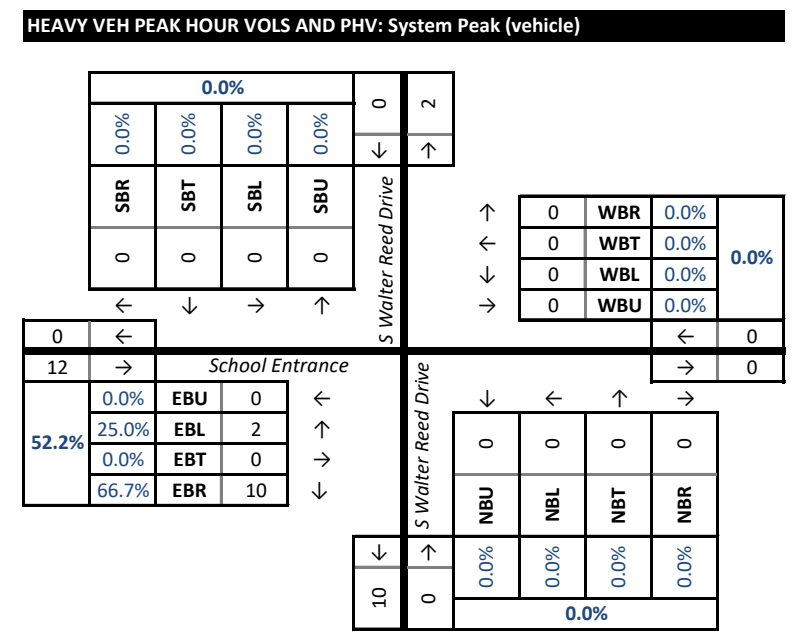 HEAVY VEH PEAK HOUR VOLS AND PHV: System Peak (vehicle)
0.0%
0.0% 0.0% 0.0% 0.0%
SBR SBT SBL SBU
0 0 0 0
← ↓ → ↑
0 2
↓ ↑
S Walter Reed Drive
↑ 0 WBR 0.0%
← 0 WBT 0.0%
↓ 0 WBL 0.0%
→ 0 WBU 0.0%
0.0%
0 ←
← 0
12 → School Entrance
→ 0
52.2%
0.0% EBU 0 ←
25.0% EBL 2 ↑
0.0% EBT 0 →
66.7% EBR 10 ↓
S Walter Reed Drive
↓ ← ↑ →
0 0 0 0
NBU NBL NBT NBR
0.0% 0.0% 0.0% 0.0%
0.0%
↓ ↑
10 0